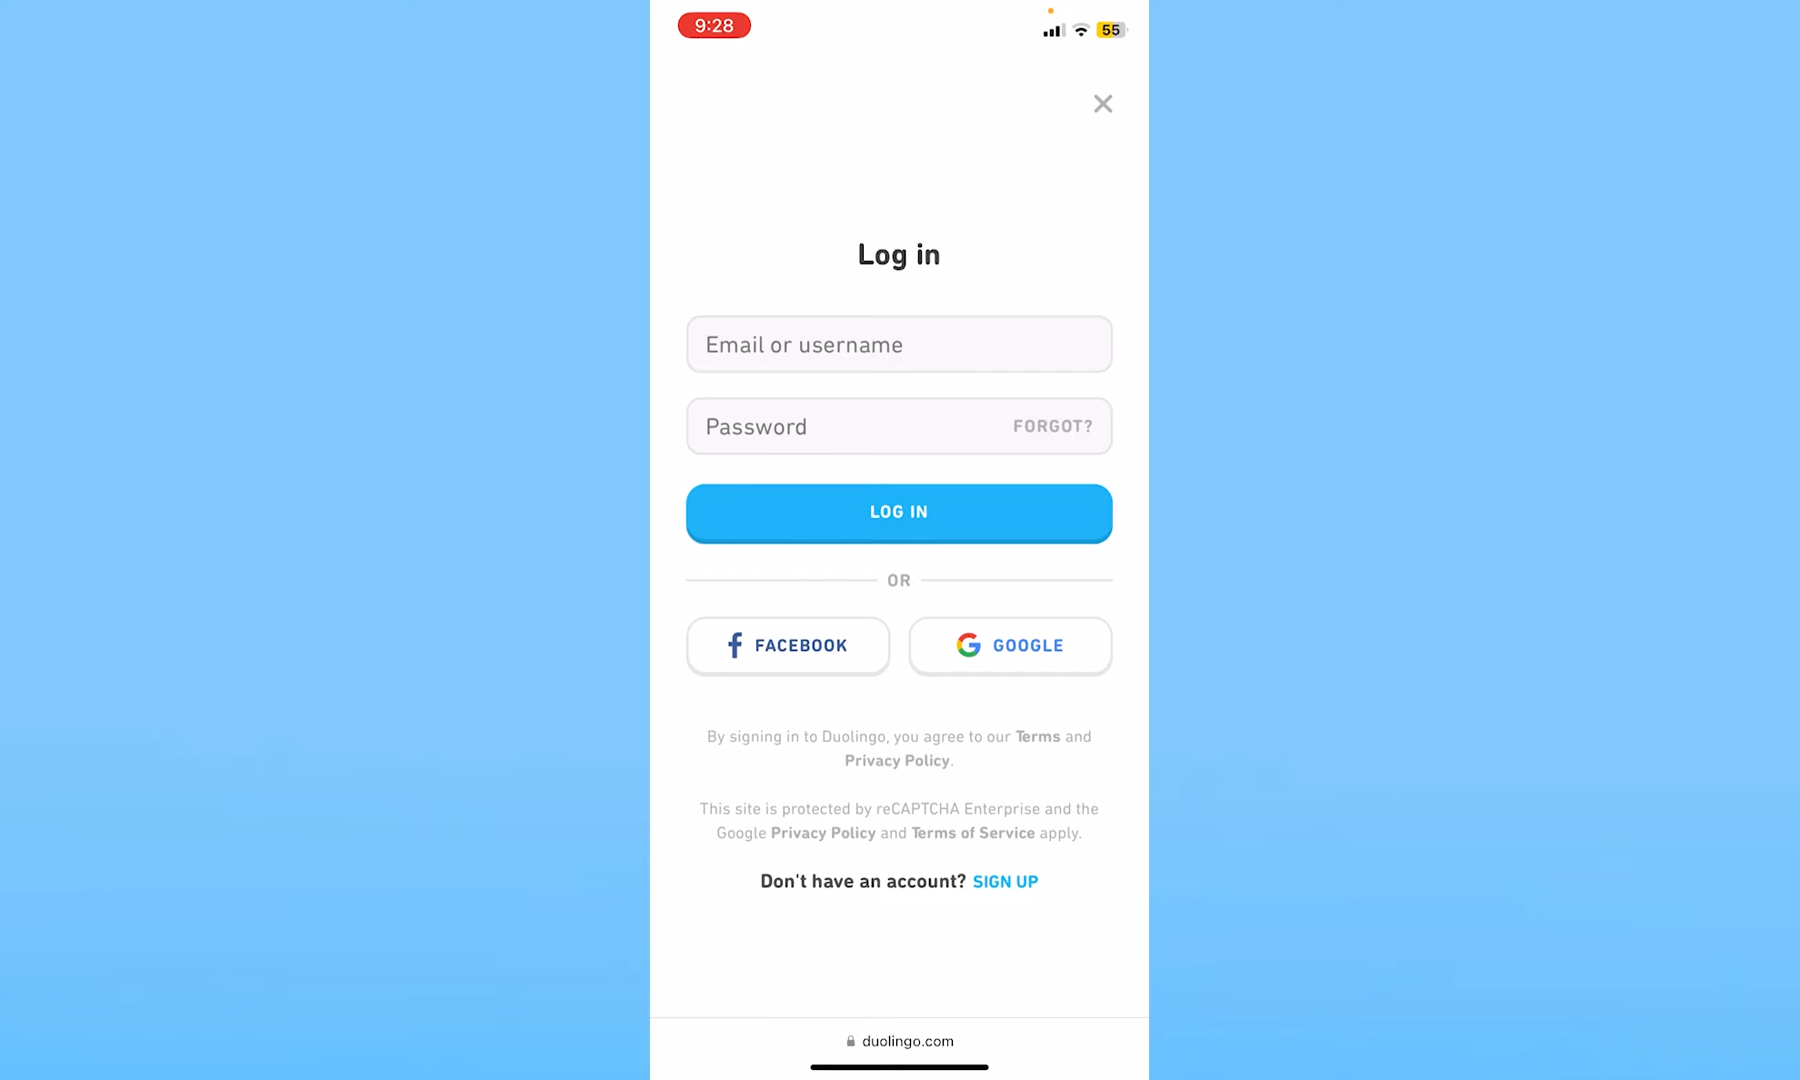 9:28
55
Log in
Email or username
Password FORGOT?
LOG IN
OR
FACEBOOK GOOGLE
By signing in to Duolingo, you agree to our Terms and
Privacy Policy.
This site is protected by reCAPTCHA Enterprise and the
Google Privacy Policy and Terms of Service apply.
Don't have an account? SIGN UP
duolingo.com